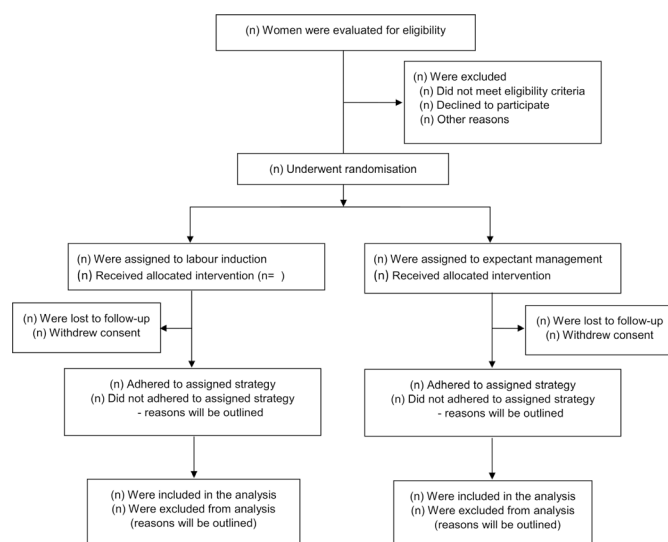 (n) Women were evaluated for eligibility
(n) Were excluded
(n) Did not meet eligibility criteria
(n) Declined to participate
(n) Other reasons
(n) Underwent randomisation
(n) Were assigned to labour induction
(n) Received allocated intervention (n= )
(n) Were assigned to expectant management
(n) Received allocated intervention
(n) Were lost to follow-up
(n) Withdrew consent
(n) Were lost to follow-up
(n) Withdrew consent
(n) Adhered to assigned strategy
(n) Did not adhered to assigned strategy
- reasons will be outlined
(n) Adhered to assigned strategy
(n) Did not adhered to assigned strategy
- reasons will be outlined
(n) Were included in the analysis
(n) Were excluded from analysis
(reasons will be outlined)
(n) Were included in the analysis
(n) Were excluded from analysis
(reasons will be outlined)